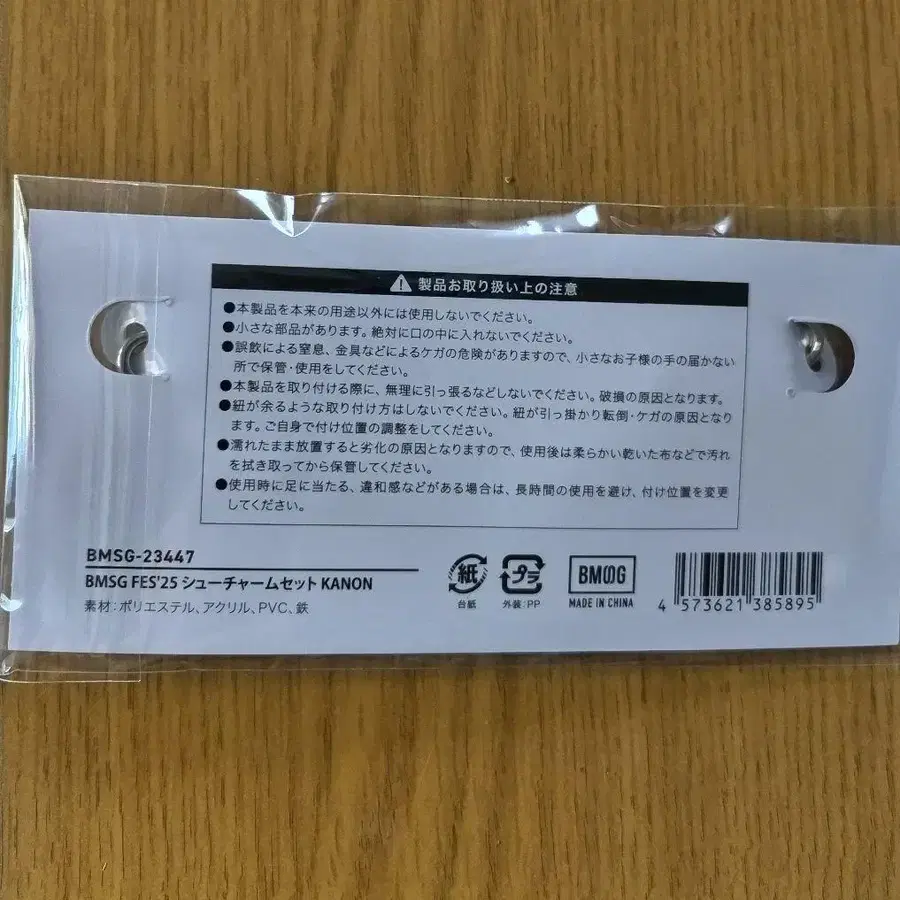 製品お取り扱い上の注意
●本製品を本来の用途以外には使用しないでください。
●小さな部品があります。絶対に口の中に入れないでください。
●誤飲による窒息、金具などによるケガの危険がありますので、小さなお子様の手の届かない
所で保管・使用をしてください。
●本製品を取り付ける際に、無理に引っ張るなどしないでください。破損の原因となります。
●紐が余るような取り付け方はしないでください。紐が引っ掛かり転倒・ケガの原因となり
ます。ご自身で付け位置の調整をしてください。
●濡れたまま放置すると劣化の原因となりますので、使用後は柔らかい乾いた布などで汚れ
を拭き取ってから保管してください。
●使用時に足に当たる、違和感などがある場合は、長時間の使用を避け、付け位置を変更
してください。
BMSG-23447
BMSG FES'25 シューチャームセット KANON
素材:ポリエステル、アクリル、PVC、鉄
紙
台紙
プラ
外装:PP
BMSG
MADE IN CHINA
4 573621 385895